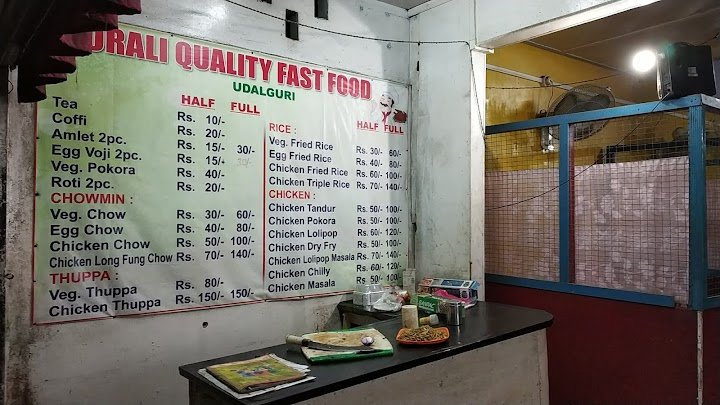 QUALITY FAST FOOD
UDALGURI
HALF FULL
Tea Rs. 10/-
Coffi Rs. 20/-
Amlet 2pc. Rs. 15/- 30/-
Egg Voji 2pc. Rs. 15/-
Veg. Pokora Rs. 40/-
Roti 2pc. Rs. 20/-
CHOWMIN :
Veg. Chow Rs. 30/- 60/-
Egg Chow Rs. 40/- 80/-
Chicken Chow Rs. 50/- 100/-
Chicken Long Fung Chow Rs. 70/- 140/-
THUPPA :
Veg. Thuppa Rs. 80/-
Chicken Thuppa Rs. 150/- 150/-
RICE : HALF FULL
Veg. Fried Rice Rs. 30/- 60/-
Egg Fried Rice Rs. 40/- 80/-
Chicken Fried Rice Rs. 60/- 100/-
Chicken Triple Rice Rs. 70/- 140/-
CHICKEN :
Chicken Tandur Rs. 50/- 100/-
Chicken Pokora Rs. 50/- 100/-
Chicken Lolipop Rs. 60/- 120/-
Chicken Dry Fry Rs. 50/- 100/-
Chicken Lolipop Masala Rs. 70/- 140/-
Chicken Chilly Rs. 60/- 120/-
Chicken Masala Rs. 50/- 100/-